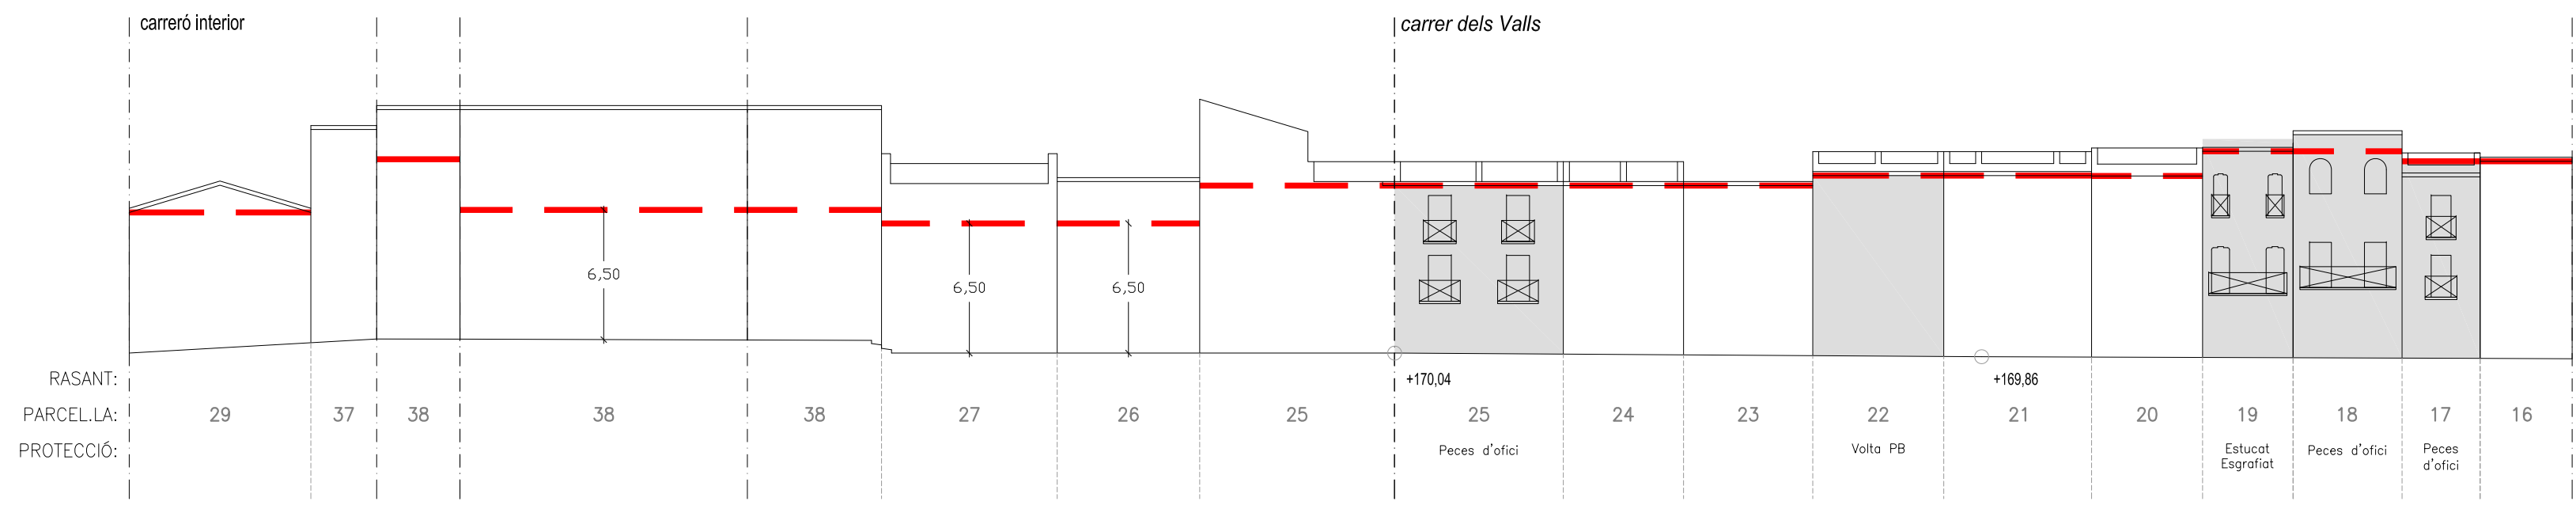 carreró interior
carrer dels Valls
6,50
6,50
6,50
RASANT:
+170,04
+169,86
PARCEL.LA:
29 37 38 38 38 27 26 25 25 24 23 22 21 20 19 18 17 16
PROTECCIÓ:
Peces d'ofici
Volta PB
Estucat
Esgrafiat
Peces d'ofici
Peces
d'ofici